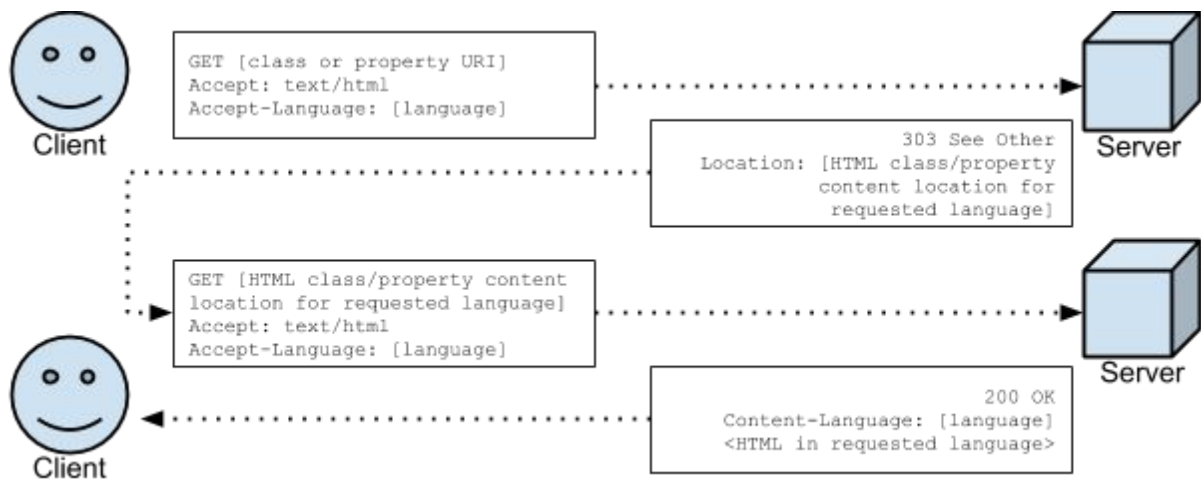 GET [class or property URI]
Accept: text/html
Accept-Language: [language]
Client
303 See Other
Location: [HTML class/property
content location for
requested language]
Server
GET [HTML class/property content
location for requested language]
Accept: text/html
Accept-Language: [language]
Server
200 OK
Content-Language: [language]
<HTML in requested language>
Client